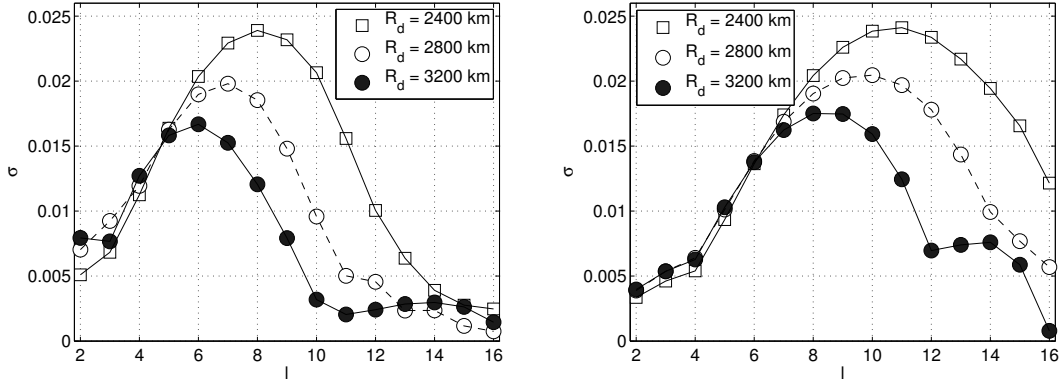 0.025
0.02
0.015
0.01
0.005
0
σ
2 4 6 8 10 12 14 16
l
R_d = 2400 km
R_d = 2800 km
R_d = 3200 km
0.025
0.02
0.015
0.01
0.005
0
σ
2 4 6 8 10 12 14 16
l
R_d = 2400 km
R_d = 2800 km
R_d = 3200 km